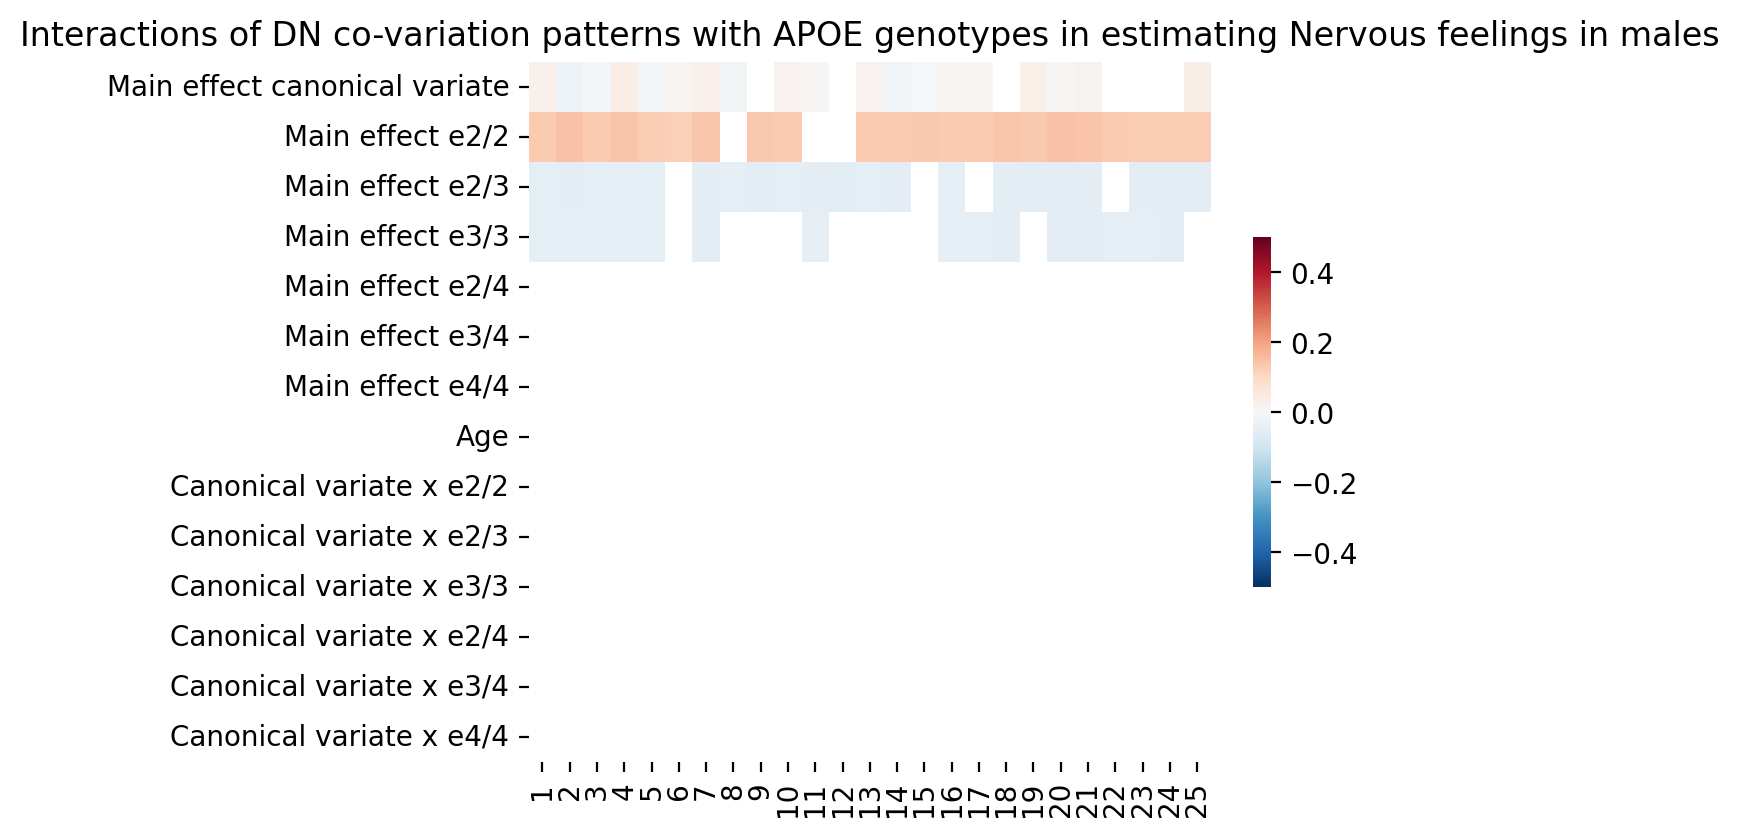 Interactions of DN co-variation patterns with APOE genotypes in estimating Nervous feelings in males
Main effect canonical variate
Main effect e2/2
Main effect e2/3
Main effect e3/3
Main effect e2/4
Main effect e3/4
Main effect e4/4
Age
Canonical variate x e2/2
Canonical variate x e2/3
Canonical variate x e3/3
Canonical variate x e2/4
Canonical variate x e3/4
Canonical variate x e4/4
1 2 3 4 5 6 7 8 9 10 11 12 13 14 15 16 17 18 19 20 21 22 23 24 25
0.4
0.2
0.0
−0.2
−0.4